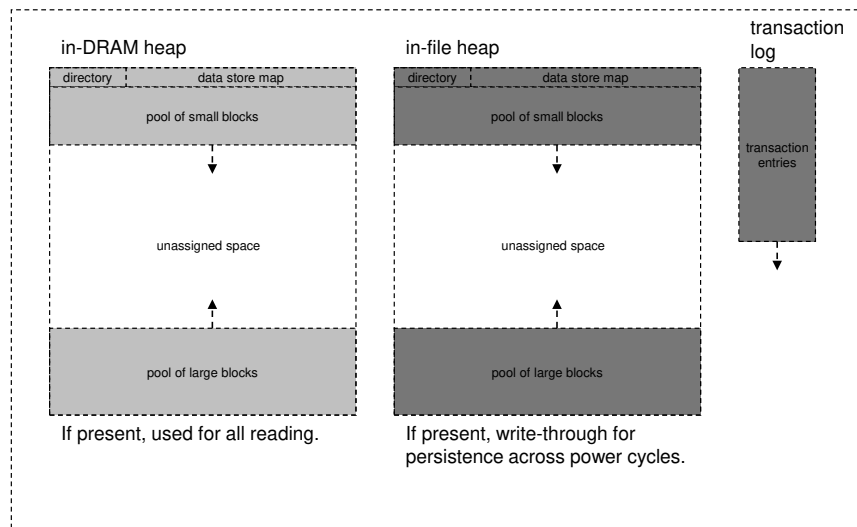 in-DRAM heap
directory
data store map
pool of small blocks
unassigned space
pool of large blocks
If present, used for all reading.
in-file heap
directory
data store map
pool of small blocks
unassigned space
pool of large blocks
If present, write-through for
persistence across power cycles.
transaction
log
transaction
entries